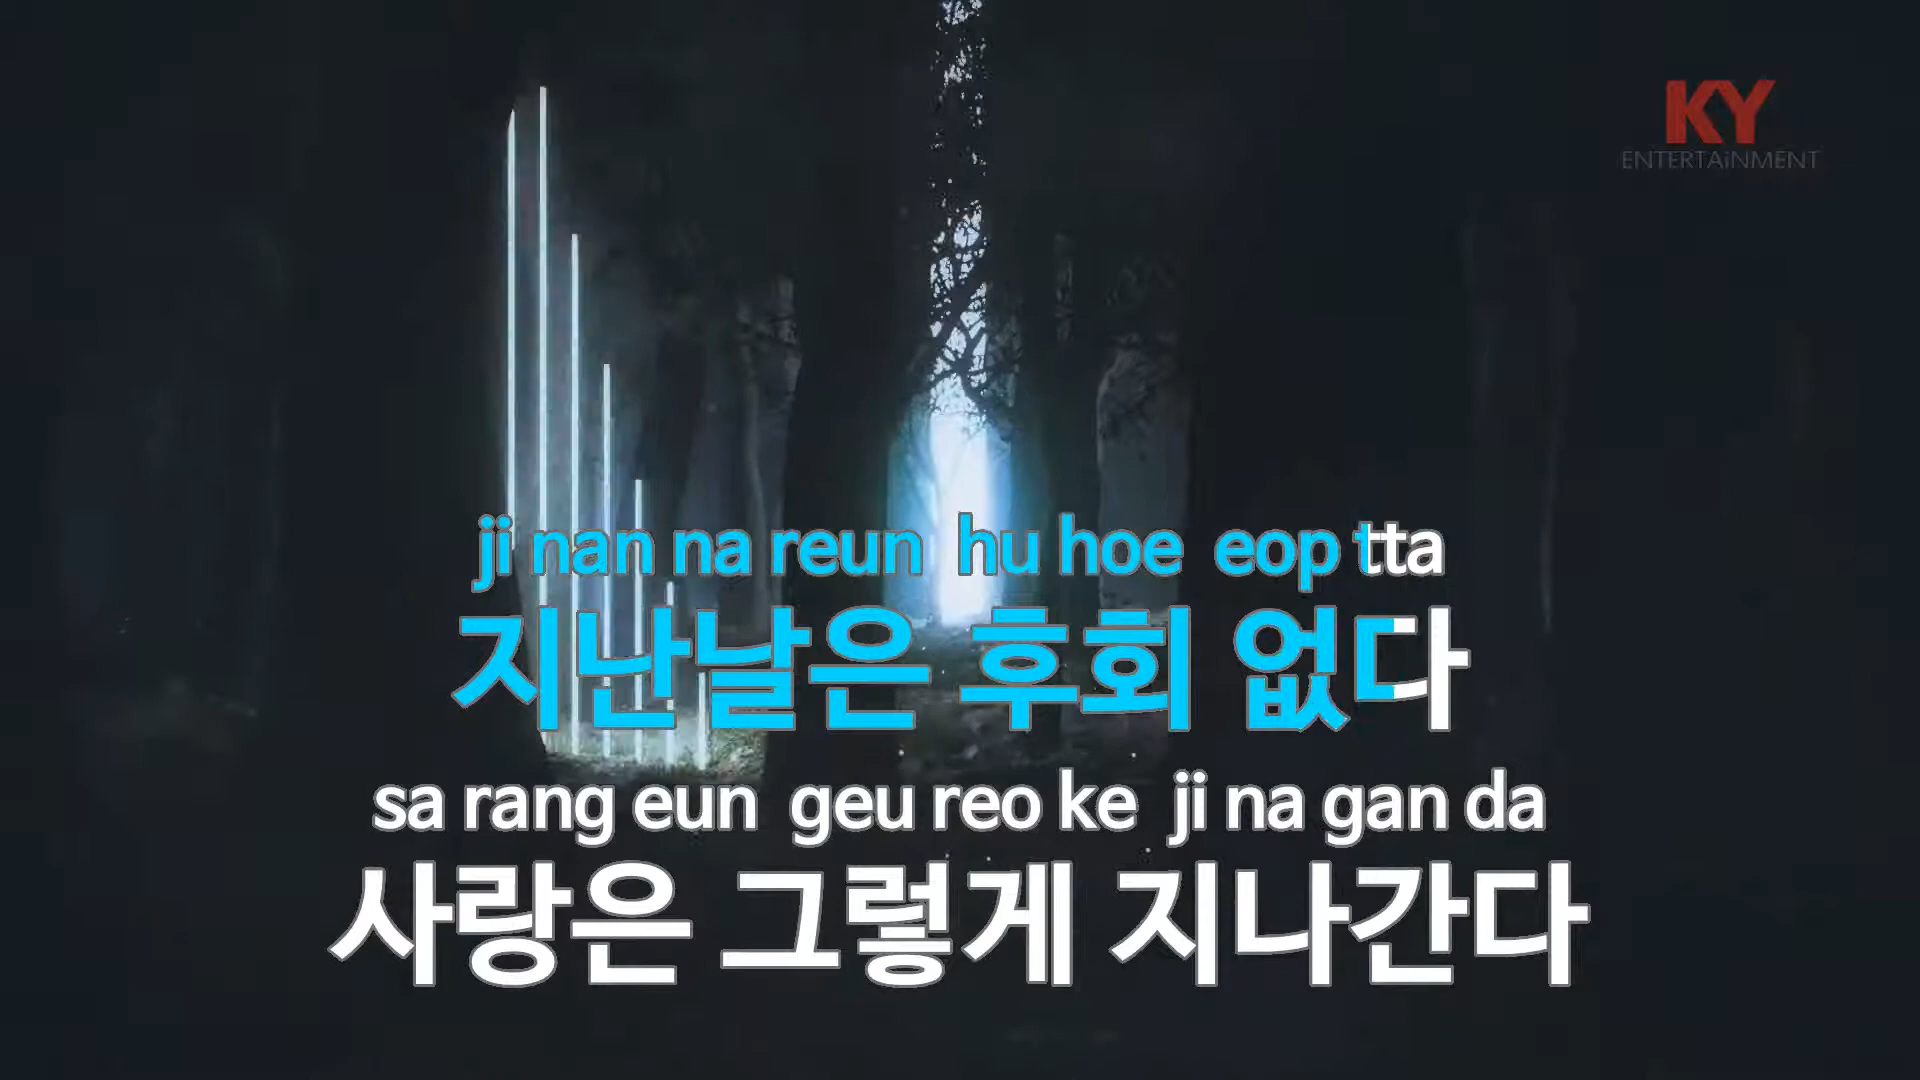 KY
ENTERTAiNMENT
ji nan na reun hu hoe eop tta
지난날은 후회 없다
sa rang eun geu reo ke ji na gan da
사랑은 그렇게 지나간다